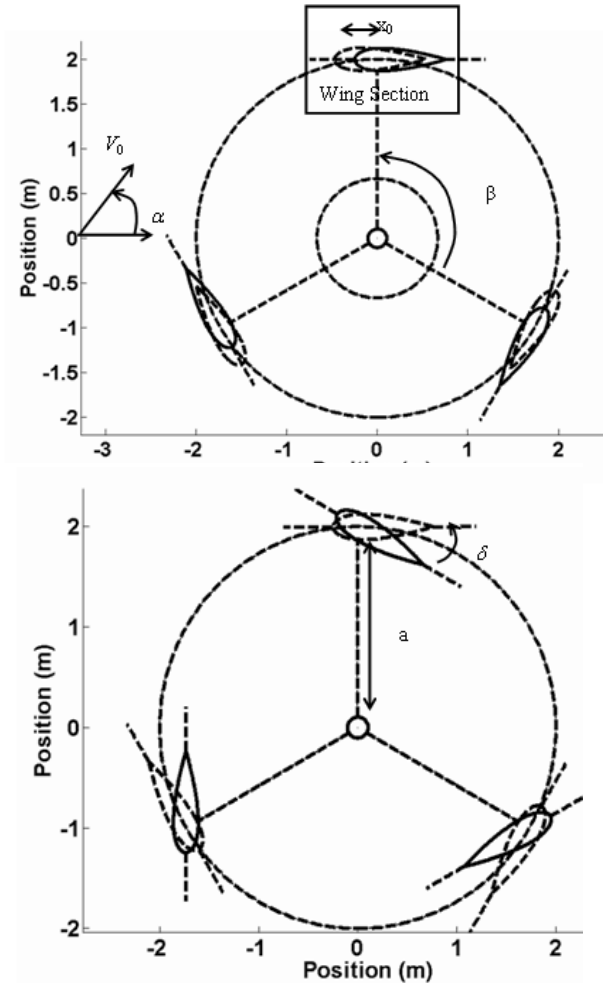 x₀
2
Wing Section
1.5
V₀
1
0.5
β
α
0
Position (m)
-0.5
-1
-1.5
-2
-3 -2 -1 0 1 2
2
δ
1
a
Position (m)
0
-1
-2
-2 -1 0 1 2
Position (m)